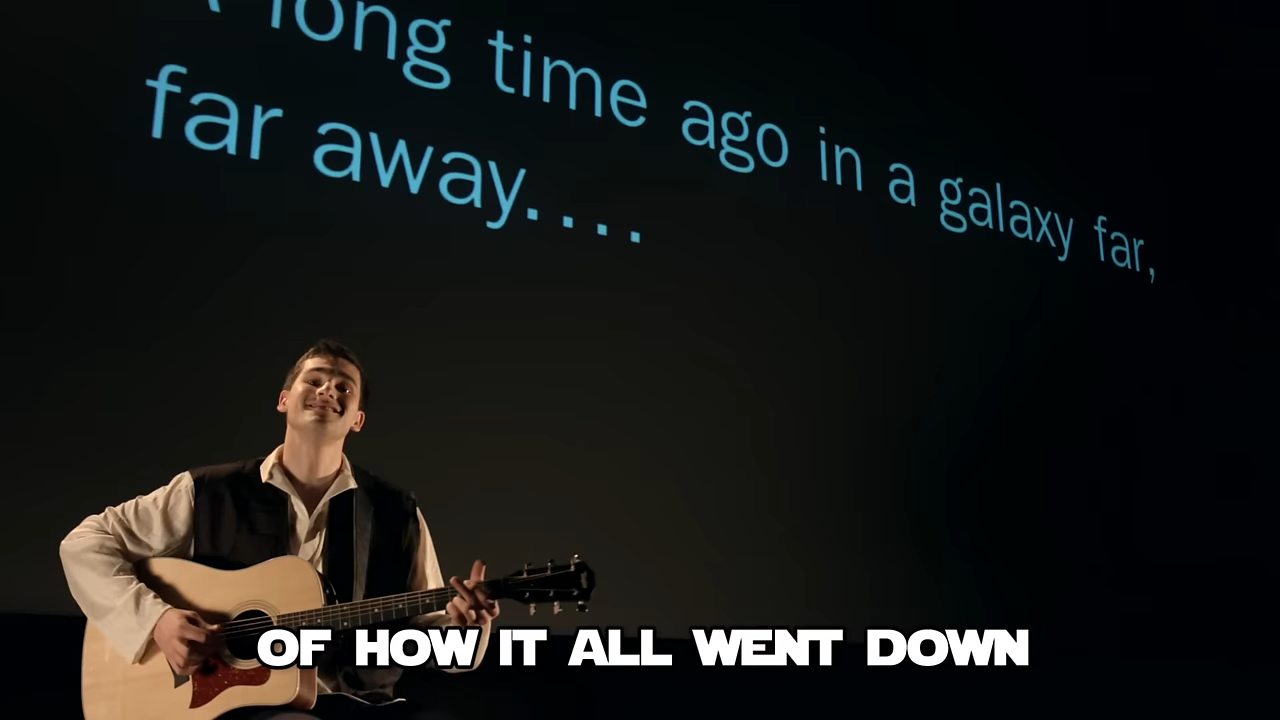 long time ago in a galaxy far,
far away....
OF HOW IT ALL WENT DOWN